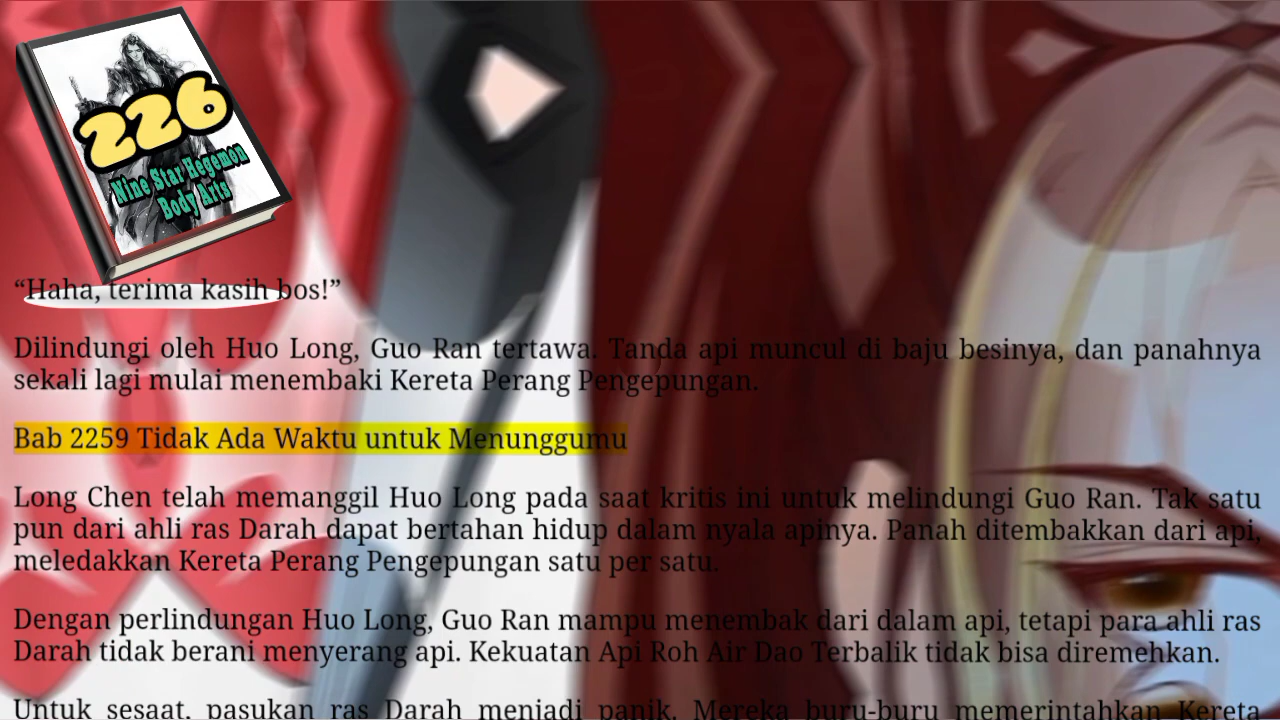 226
Nine Star Hegemon
Body Arts
“Haha, terima kasih bos!”
Dilindungi oleh Huo Long, Guo Ran tertawa. Tanda api muncul di baju besinya, dan panahnya
sekali lagi mulai menembaki Kereta Perang Pengepungan.
Bab 2259 Tidak Ada Waktu untuk Menunggumu
Long Chen telah memanggil Huo Long pada saat kritis ini untuk melindungi Guo Ran. Tak satu
pun dari ahli ras Darah dapat bertahan hidup dalam nyala apinya. Panah ditembakkan dari api,
meledakkan Kereta Perang Pengepungan satu per satu.
Dengan perlindungan Huo Long, Guo Ran mampu menembak dari dalam api, tetapi para ahli ras
Darah tidak berani menyerang api. Kekuatan Api Roh Air Dao Terbalik tidak bisa diremehkan.
Untuk sesaat, pasukan ras Darah menjadi panik. Mereka buru-buru memerintahkan Kereta